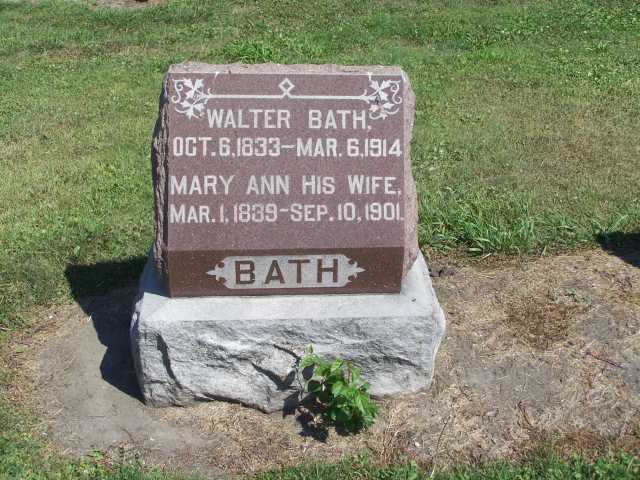 WALTER BATH,
OCT. 6, 1833-MAR. 6, 1914
MARY ANN HIS WIFE,
MAR. 1, 1839-SEP. 10, 1901.
BATH